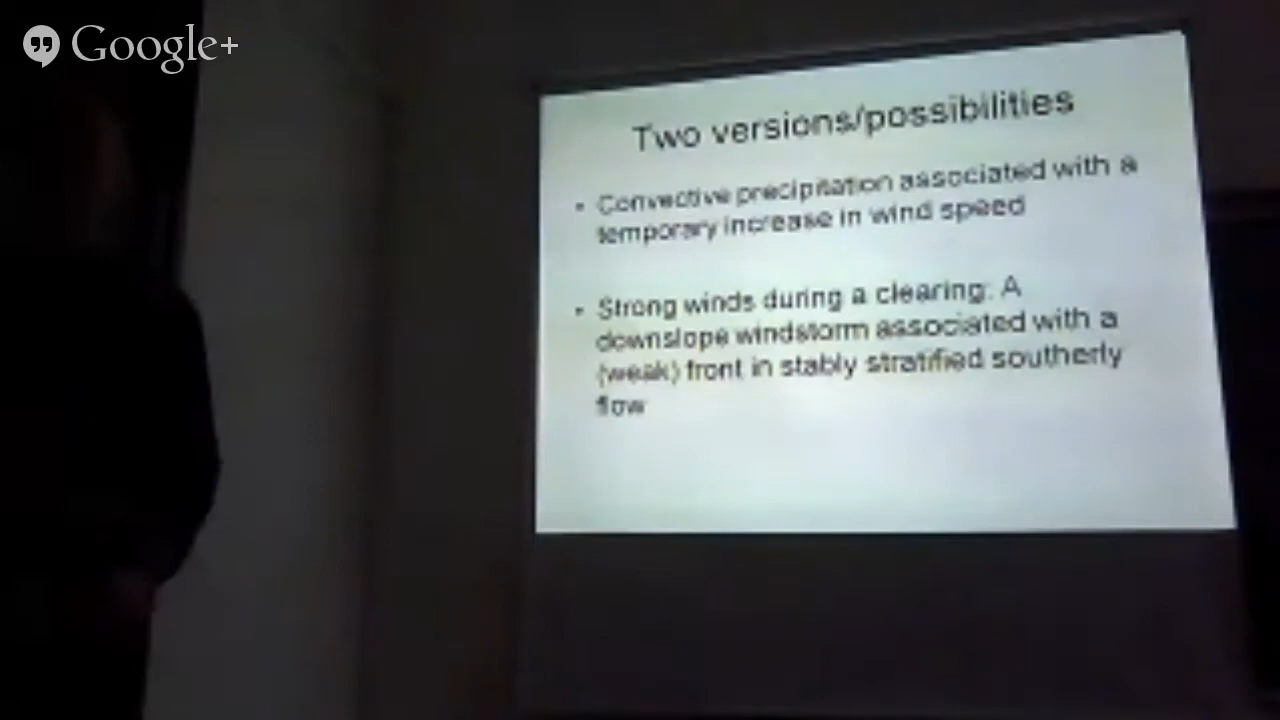 Google+
Two versions/possibilities
• Convective precipitation associated with a
temporary increase in wind speed
• Strong winds during a clearing: A
downslope windstorm associated with a
(weak) front in stably stratified southerly
flow